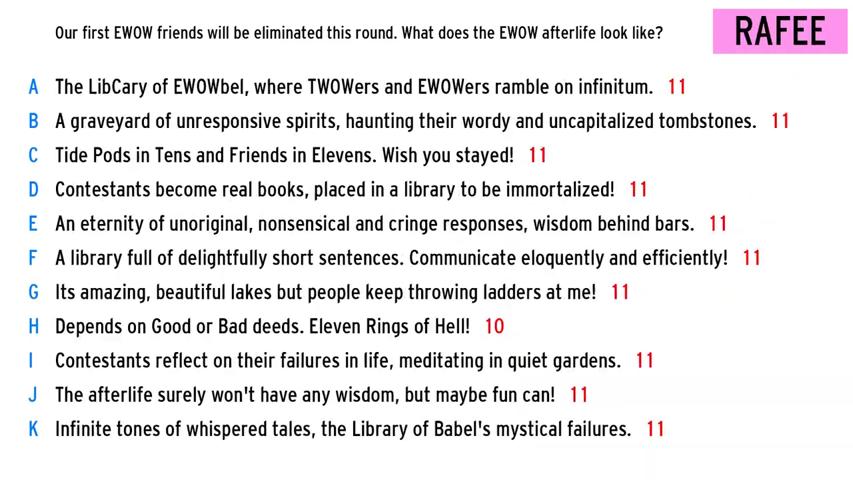 Our first EWOW friends will be eliminated this round. What does the EWOW afterlife look like? RAFEE
A The LibCary of EWOWbel, where TWOWers and EWOWers ramble on infinitum. 11
B A graveyard of unresponsive spirits, haunting their wordy and uncapitalized tombstones. 11
C Tide Pods in Tens and Friends in Elevens. Wish you stayed! 11
D Contestants become real books, placed in a library to be immortalized! 11
E An eternity of unoriginal, nonsensical and cringe responses, wisdom behind bars. 11
F A library full of delightfully short sentences. Communicate eloquently and efficiently! 11
G Its amazing, beautiful lakes but people keep throwing ladders at me! 11
H Depends on Good or Bad deeds. Eleven Rings of Hell! 10
I Contestants reflect on their failures in life, meditating in quiet gardens. 11
J The afterlife surely won't have any wisdom, but maybe fun can! 11
K Infinite tones of whispered tales, the Library of Babel's mystical failures. 11